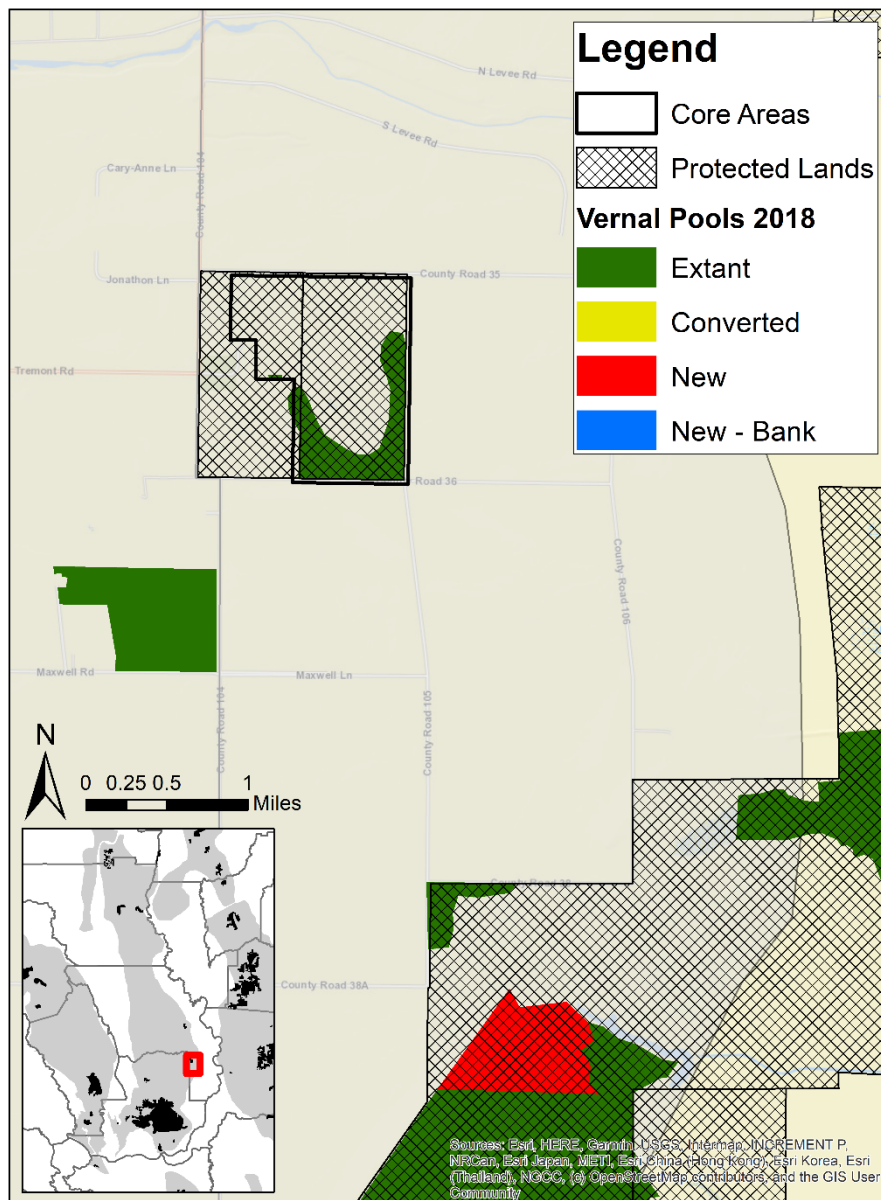 Legend
Core Areas
Protected Lands
Vernal Pools 2018
Extant
Converted
New
New - Bank
N Levee Rd
S Levee Rd
Cary-Anne Ln
County Road 104
Jonathon Ln
County Road 35
Tremont Rd
Road 36
County Road 106
Maxwell Rd
Maxwell Ln
County Road 104
County Road 105
N
0 0.25 0.5 1
Miles
County Road 38
County Road 38A
Sources: Esri, HERE, Garmin, USGS, Intermap, INCREMENT P,
NRCan, Esri Japan, METI, Esri China (Hong Kong), Esri Korea, Esri
(Thailand), NGCC, (c) OpenStreetMap contributors, and the GIS User
Community